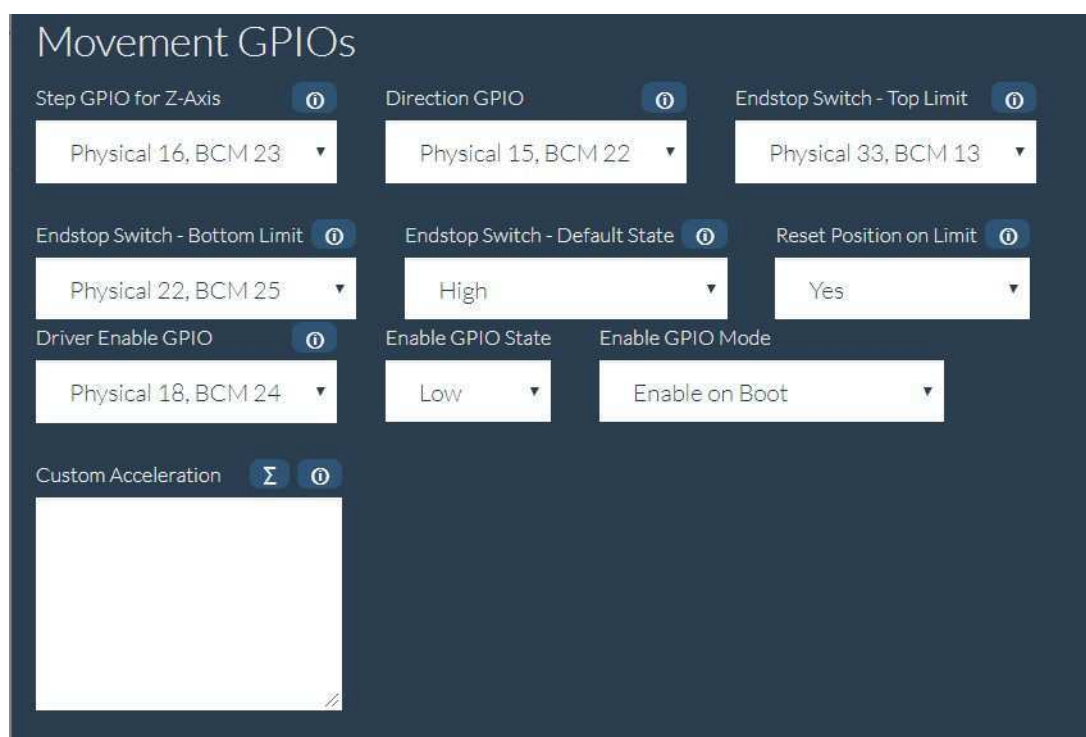 Movement GPIOs
Step GPIO for Z-Axis
Direction GPIO
Endstop Switch - Top Limit
Physical 16, BCM 23
Physical 15, BCM 22
Physical 33, BCM 13
Endstop Switch - Bottom Limit
Endstop Switch - Default State
Reset Position on Limit
Physical 22, BCM 25
High
Yes
Driver Enable GPIO
Enable GPIO State
Enable GPIO Mode
Physical 18, BCM 24
Low
Enable on Boot
Custom Acceleration Σ